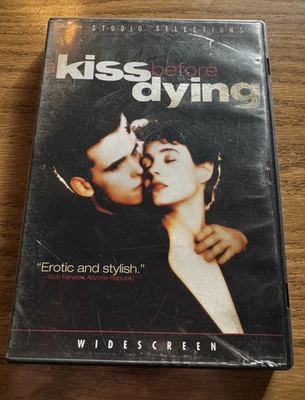 STUDIO SELECTIONS
a kiss before
dying
"Erotic and stylish."
WIDESCREEN